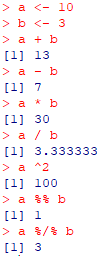 > a <- 10
> b <- 3
> a + b
[1] 13
> a - b
[1] 7
> a * b
[1] 30
> a / b
[1] 3.333333
> a ^2
[1] 100
> a %% b
[1] 1
> a %/% b
[1] 3